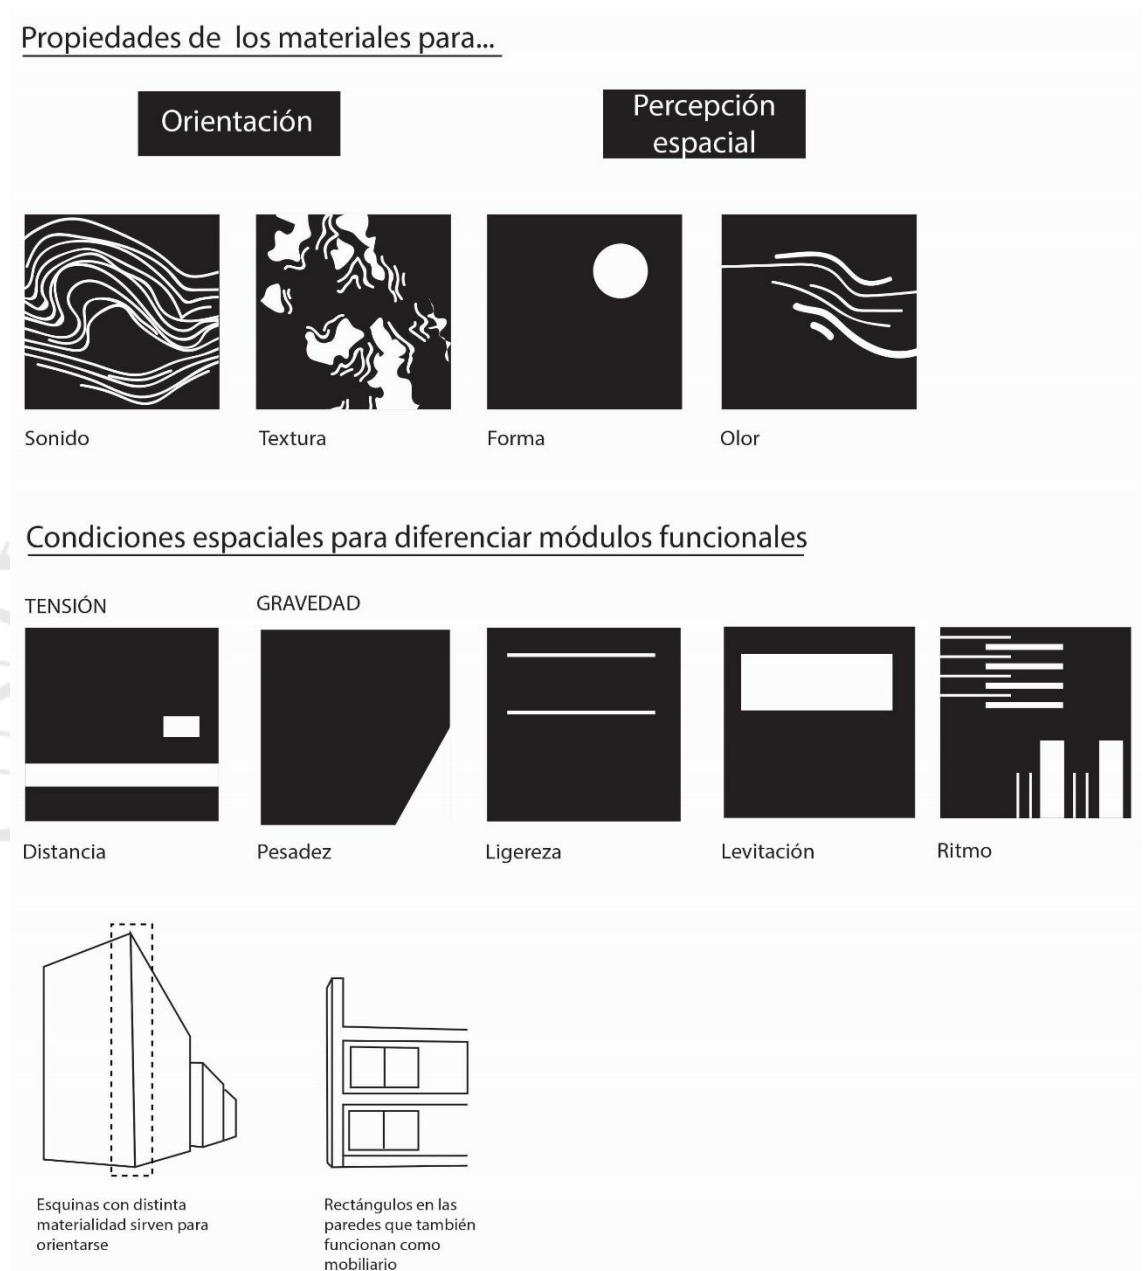 Propiedades de los materiales para...
Orientación
Percepción
espacial
Sonido
Textura
Forma
Olor
Condiciones espaciales para diferenciar módulos funcionales
TENSIÓN
GRAVEDAD
Distancia
Pesadez
Ligereza
Levitación
Ritmo
Esquinas con distinta
materialidad sirven para
orientarse
Rectángulos en las
paredes que también
funcionan como
mobiliario